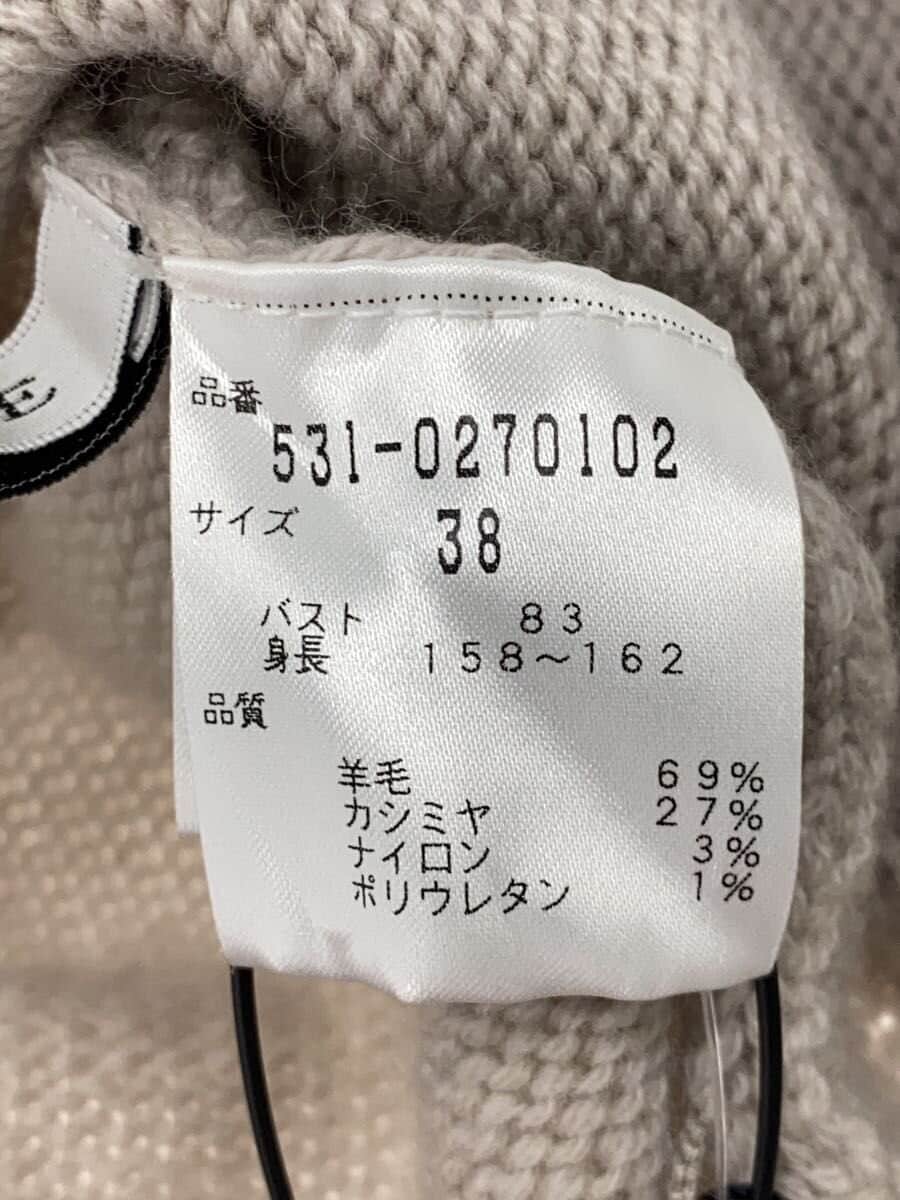 E
品番
531-0270102
サイズ 38
バスト 83
身長 158~162
品質
羊毛 69%
カシミヤ 27%
ナイロン 3%
ポリウレタン 1%